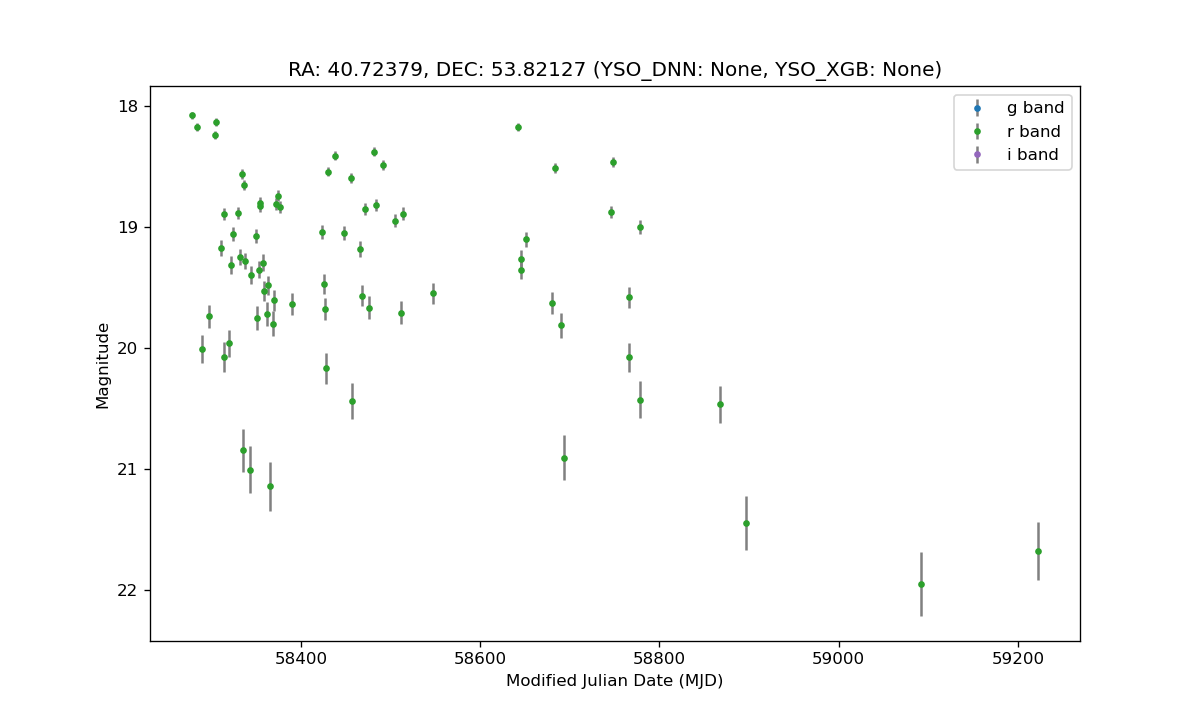 RA: 40.72379, DEC: 53.82127 (YSO_DNN: None, YSO_XGB: None)
g band
r band
i band
18
19
20
21
22
Magnitude
58400
58600
58800
59000
59200
Modified Julian Date (MJD)